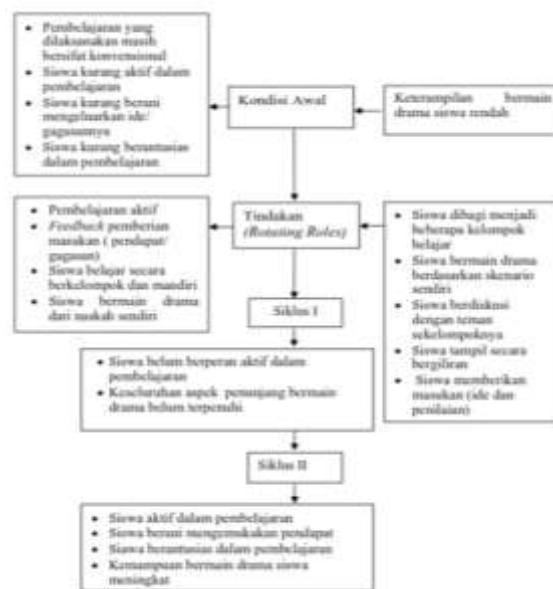 • Pembelajaran yang
dilaksanakan masih
bersifat konvensional
• Siswa kurang aktif dalam
pembelajaran
• Siswa kurang berani
mengeluarkan ide/
gagasannya
• Siswa kurang berantusias
dalam pembelajaran
Kondisi Awal
Keterampilan bermain
drama siswa rendah
• Pembelajaran aktif
• Feedback pemberian
masukan ( pendapat/
gagasan)
• Siswa belajar secara
berkelompok dan mandiri
• Siswa bermain drama
dari naskah sendiri
Tindakan
(Rotating Roles)
• Siswa dibagi menjadi
beberapa kelompok
belajar
• Siswa bermain drama
berdasarkan skenario
sendiri
• Siswa berdiskusi
dengan teman
sekelompoknya
• Siswa tampil secara
bergiliran
• Siswa memberikan
masukan (ide dan
penilaian)
Siklus I
• Siswa belum berperan aktif dalam
pembelajaran
• Keseluruhan aspek penunjang bermain
drama belum terpenuhi
Siklus II
• Siswa aktif dalam pembelajaran
• Siswa berani mengemukakan pendapat
• Siswa berantusias dalam pembelajaran
• Kemampuan bermain drama siswa
meningkat